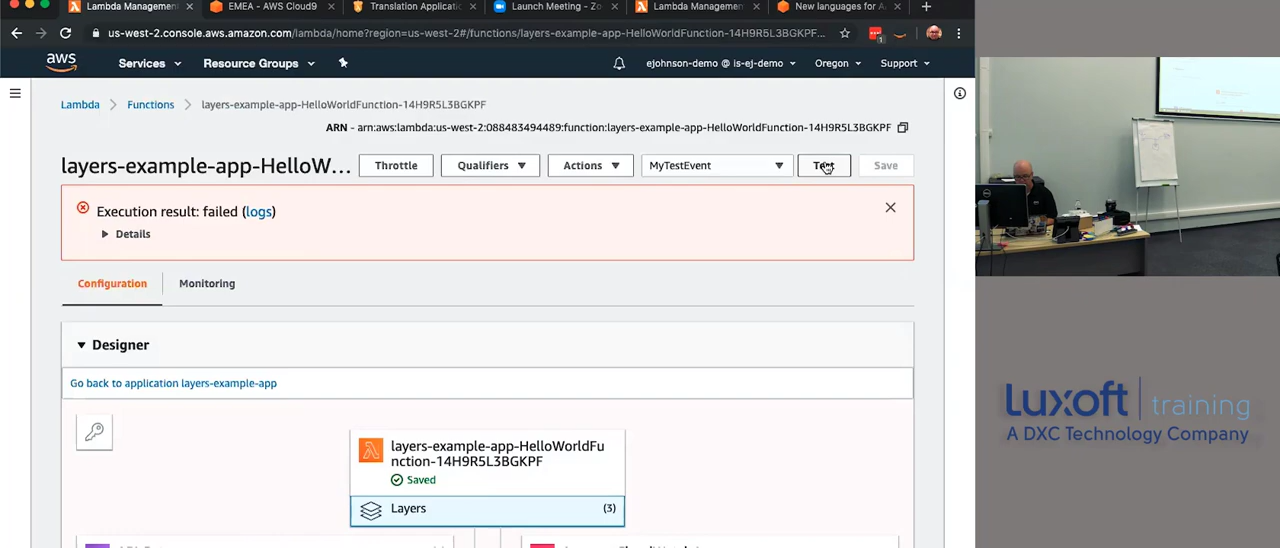 Lambda Management
EMEA - AWS Cloud9
Translation Applicatio
Launch Meeting - Zo
Lambda Management
New languages for A
us-west-2.console.aws.amazon.com/lambda/home?region=us-west-2#/functions/layers-example-app-HelloWorldFunction-14H9R5L3BGKPF...
aws
Services
Resource Groups
ejohnson-demo @ is-ej-demo
Oregon
Support
Lambda
Functions
layers-example-app-HelloWorldFunction-14H9R5L3BGKPF
ARN - arn:aws:lambda:us-west-2:088483494489:function:layers-example-app-HelloWorldFunction-14H9R5L3BGKPF
layers-example-app-HelloW...
Throttle
Qualifiers
Actions
MyTestEvent
Test
Save
Execution result: failed (logs)
Details
Configuration
Monitoring
Designer
Go back to application layers-example-app
layers-example-app-HelloWorldFu
nction-14H9R5L3BGKPF
Saved
Layers
(3)
luxoft training
A DXC Technology Company